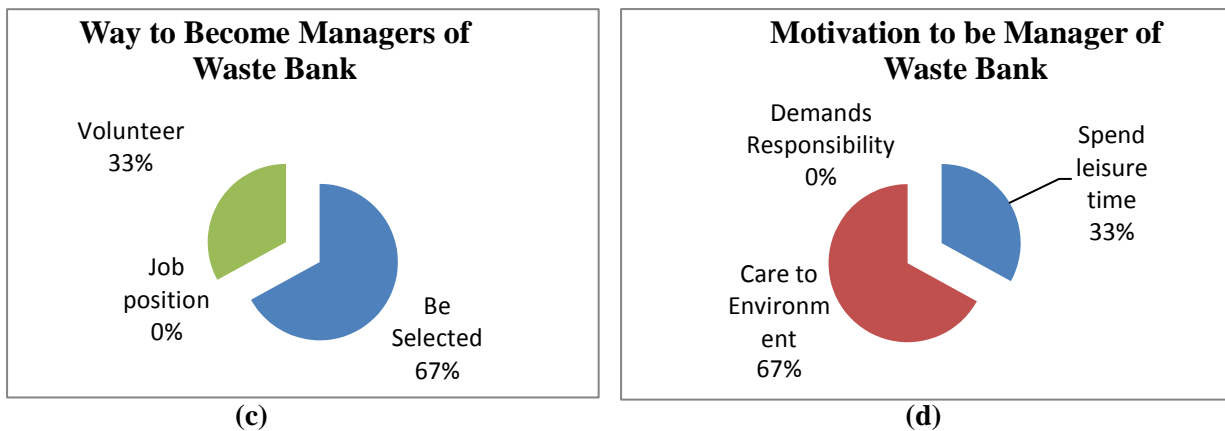 Way to Become Managers of
Waste Bank
Volunteer
33%
Job
position
0%
Be
Selected
67%
(c)
Motivation to be Manager of
Waste Bank
Demands
Responsibility
0%
Spend
leisure
time
33%
Care to
Environm
ent
67%
(d)